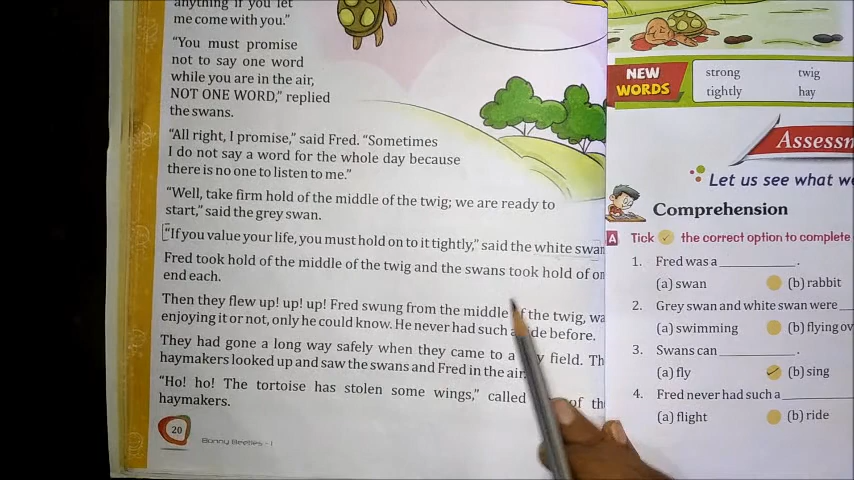 anything if you let
me come with you."
"You must promise
not to say one word
while you are in the air,
NOT ONE WORD," replied
the swans.
"All right, I promise," said Fred. "Sometimes
I do not say a word for the whole day because
there is no one to listen to me."
"Well, take firm hold of the middle of the twig; we are ready to
start," said the grey swan.
"If you value your life, you must hold on to it tightly," said the white swan
Fred took hold of the middle of the twig and the swans took hold of
end each.
Then they flew up! up! up! Fred swung from the middle of the twig,
enjoying it or not, only he could know. He never had such a ride before.
They had gone a long way safely when they came to a field.
haymakers looked up and saw the swans and Fred in the air.
"Ho! ho! The tortoise has stolen some wings," called of
haymakers.
20
Bunny Beetles - I
NEW
WORDS
strong twig
tightly hay
Let us see what
Comprehension
A Tick ✓ the correct option to complete
1. Fred was a __________.
(a) swan (b) rabbit
2. Grey swan and white swan were ____
(a) swimming (b) flying
3. Swans can __________.
(a) fly (b) sing
4. Fred never had such a __________
(a) flight (b) ride